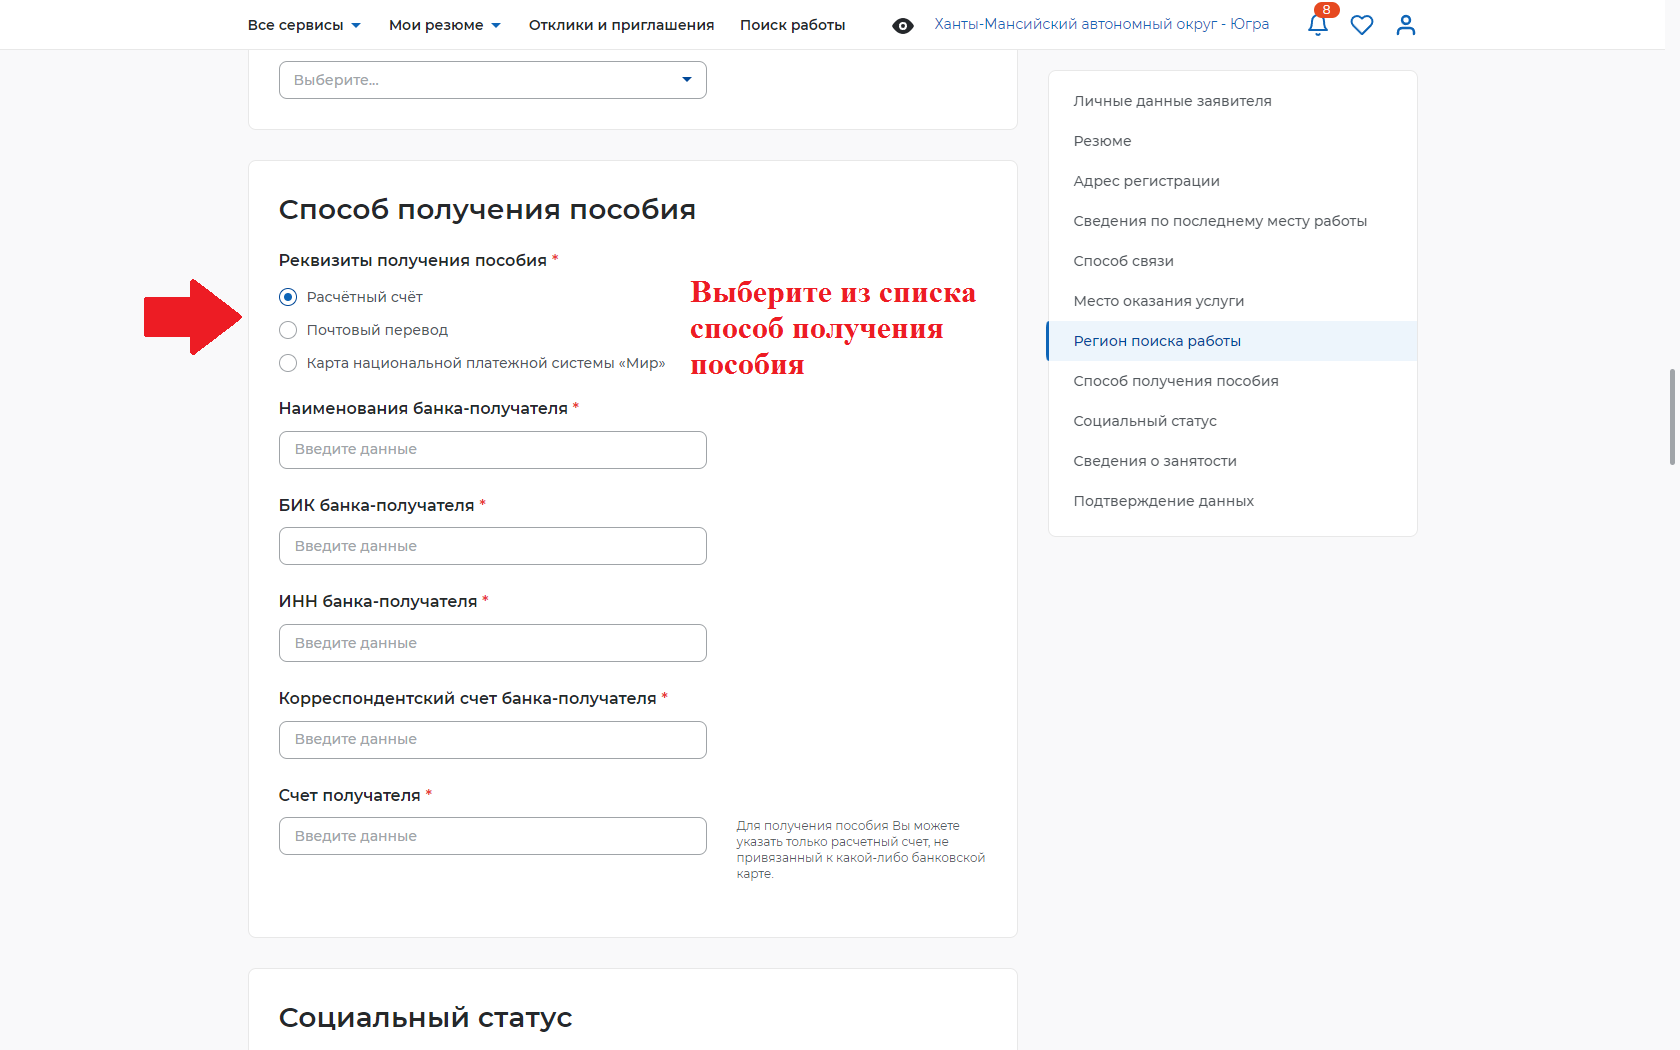 Все сервисы
Мои резюме
Отклики и приглашения
Поиск работы
Ханты-Мансийский автономный округ - Югра
8
Выберите...
Способ получения пособия
Реквизиты получения пособия *
Расчётный счёт
Почтовый перевод
Карта национальной платежной системы «Мир»
Выберите из списка
способ получения
пособия
Наименования банка-получателя *
Введите данные
БИК банка-получателя *
Введите данные
ИНН банка-получателя *
Введите данные
Корреспондентский счет банка-получателя *
Введите данные
Счет получателя *
Введите данные
Для получения пособия Вы можете
указать только расчетный счет, не
привязанный к какой-либо банковской
карте.
Социальный статус
Личные данные заявителя
Резюме
Адрес регистрации
Сведения по последнему месту работы
Способ связи
Место оказания услуги
Регион поиска работы
Способ получения пособия
Социальный статус
Сведения о занятости
Подтверждение данных